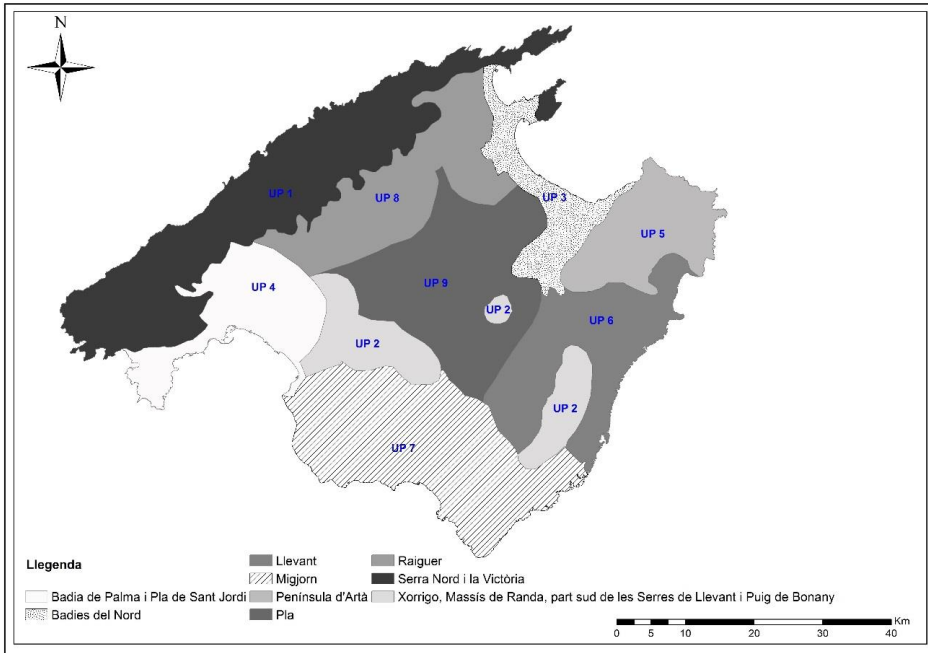 N
UP 1
UP 8
UP 3
UP 5
UP 4
UP 9
UP 2
UP 6
UP 2
UP 2
UP 7
Llegenda
Badia de Palma i Pla de Sant Jordi
Badies del Nord
Llevant
Migjorn
Península d'Artà
Pla
Raiguer
Serra Nord i la Victòria
Xorrigo, Massís de Randa, part sud de les Serres de Llevant i Puig de Bonany
Km
0 5 10 20 30 40